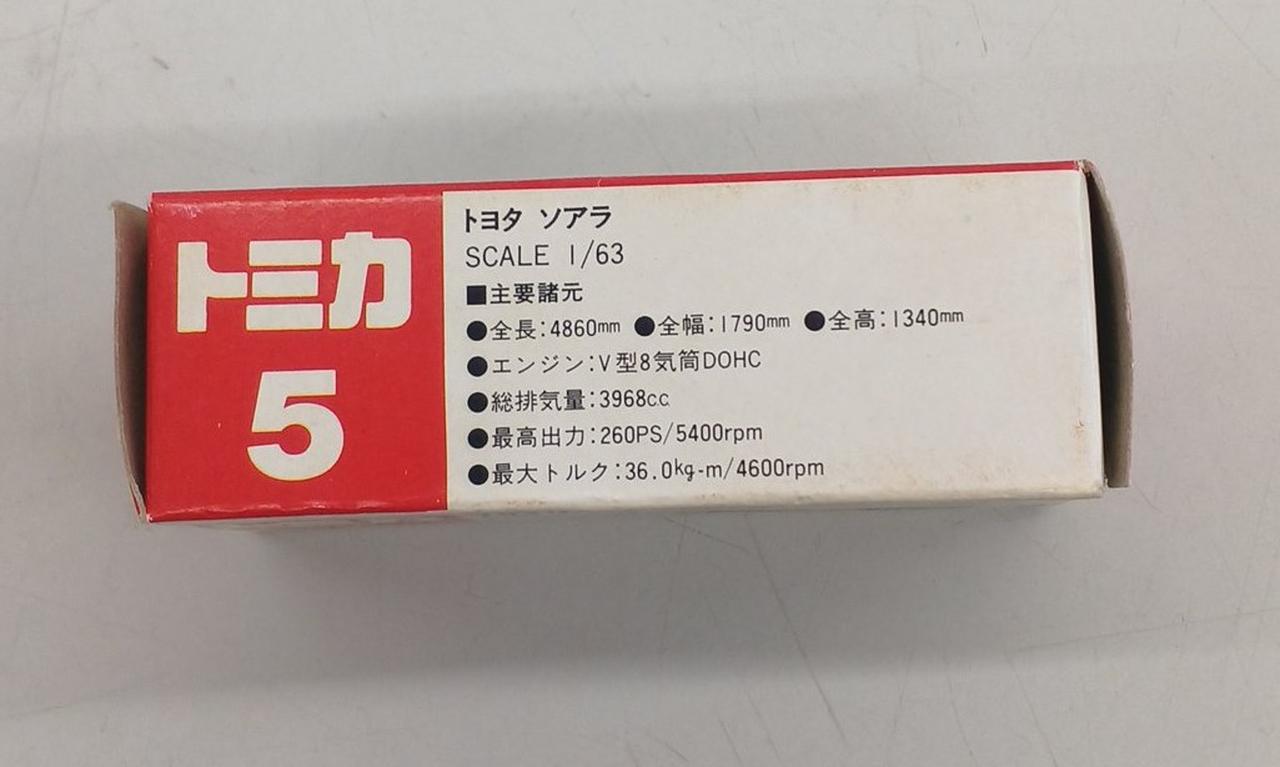 トミカ
5
トヨタ ソアラ
SCALE 1/63
■主要諸元
●全長:4860mm ●全幅:1790mm ●全高:1340mm
●エンジン:V型8気筒DOHC
●総排気量:3968cc
●最高出力:260PS/5400rpm
●最大トルク:36.0kg-m/4600rpm